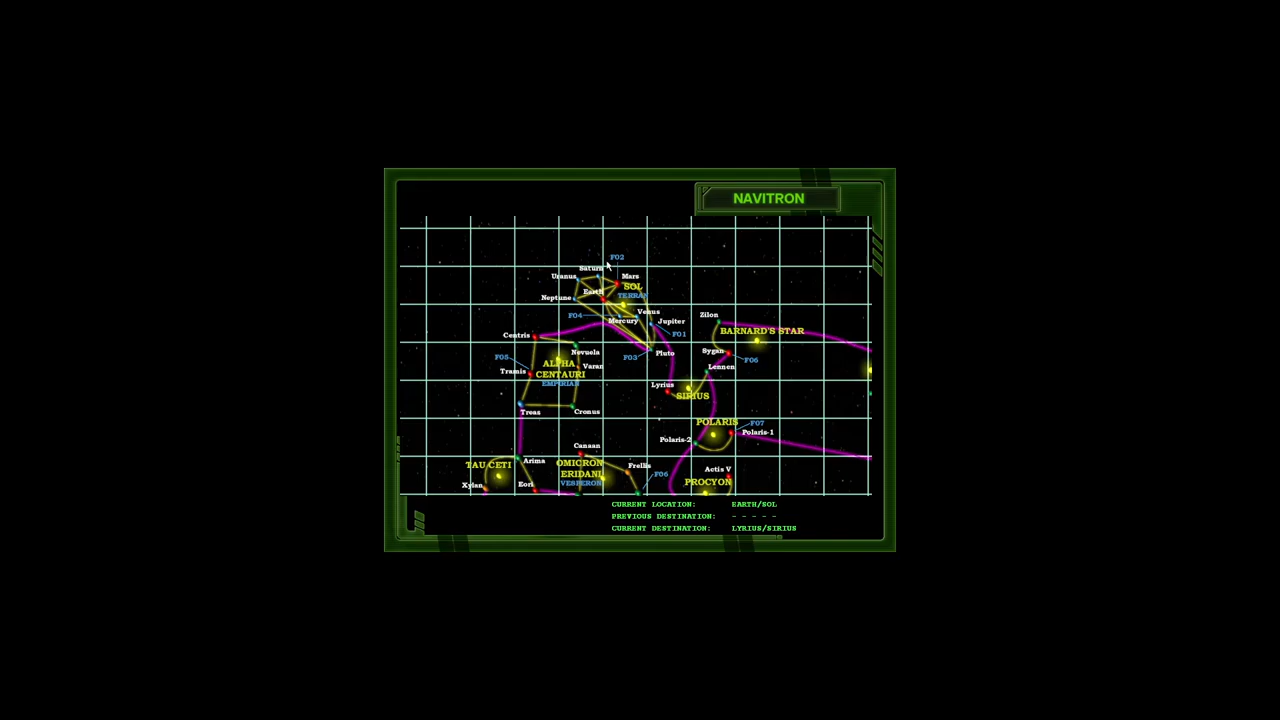 NAVITRON
F02
Saturn
Uranus
Mars
SOL
Earth
TERRAN
Neptune
Venus
F04
Mercury
Jupiter
Zilon
BARNARD'S STAR
Centris
F01
Nevuela
Pluto
Sygan
F05
F03
F06
ALPHA
Varan
Lennen
Tramis
CENTAURI
EMPIRIAN
Lyrius
SIRIUS
Treas
Cronus
POLARIS
F07
Polaris-1
Polaris-2
Canaan
TAU CETI
Arima
OMICRON
Frellis
Actis V
ERIDANI
F06
Xylan
Eori
VESPERON
PROCYON
CURRENT LOCATION: EARTH/SOL
PREVIOUS DESTINATION: - - - - -
CURRENT DESTINATION: LYRIUS/SIRIUS